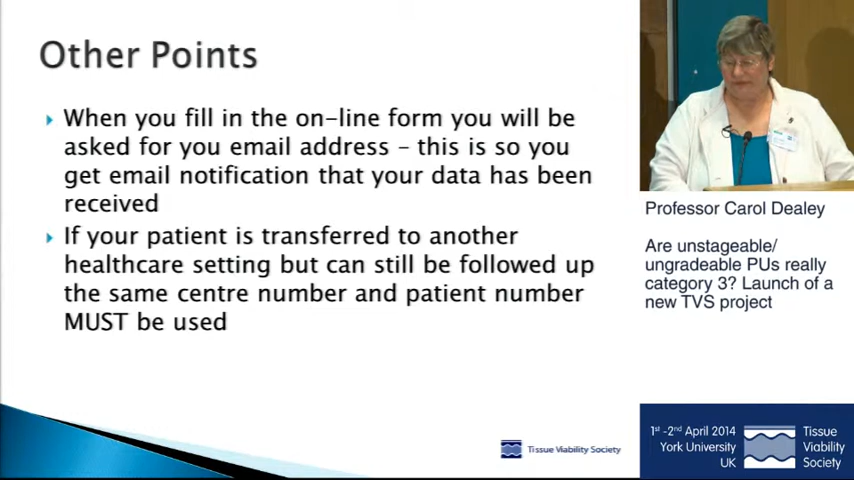 Other Points
When you fill in the on-line form you will be
asked for you email address – this is so you
get email notification that your data has been
received
If your patient is transferred to another
healthcare setting but can still be followed up
the same centre number and patient number
MUST be used
Tissue Viability Society
Professor Carol Dealey
Are unstageable/
ungradeable PUs really
category 3? Launch of a
new TVS project
1st -2nd April 2014
York University
UK
Tissue
Viability
Society